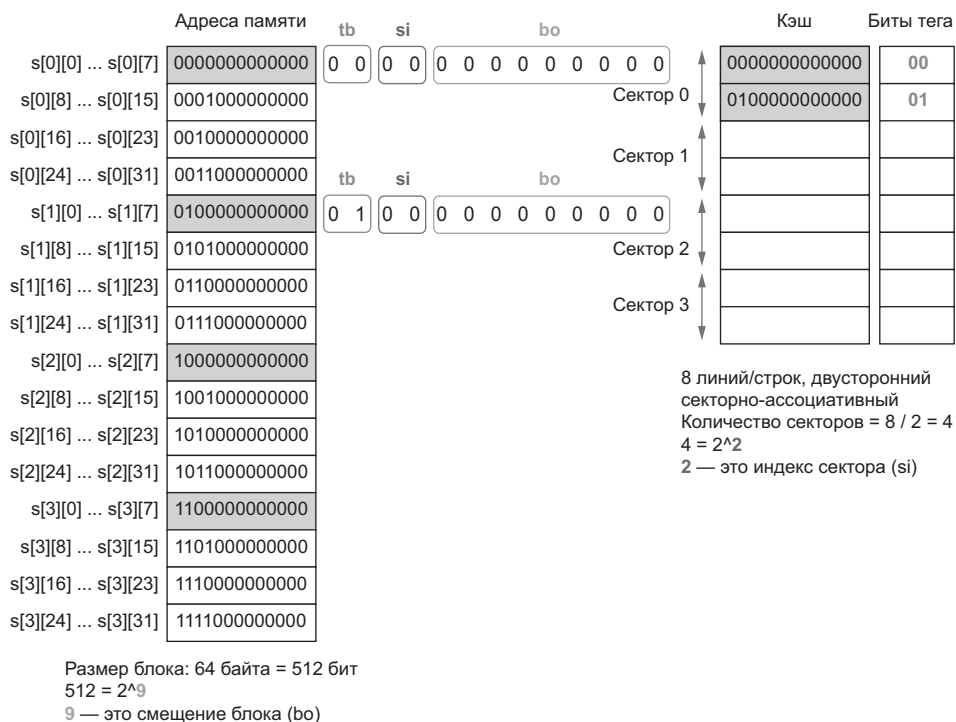 Адреса памяти
tb si bo
Кэш Биты тега
s[0][0] ... s[0][7] 0000000000000 0 0 0 0 0 0 0 0 0 0 0 0 0 0000000000000 00
s[0][8] ... s[0][15] 0001000000000 Сектор 0 0100000000000 01
s[0][16] ... s[0][23] 0010000000000
Сектор 1
s[0][24] ... s[0][31] 0011000000000
tb si bo
s[1][0] ... s[1][7] 0100000000000 0 1 0 0 0 0 0 0 0 0 0 0 0
s[1][8] ... s[1][15] 0101000000000 Сектор 2
s[1][16] ... s[1][23] 0110000000000
Сектор 3
s[1][24] ... s[1][31] 0111000000000
s[2][0] ... s[2][7] 1000000000000
s[2][8] ... s[2][15] 1001000000000
s[2][16] ... s[2][23] 1010000000000
s[2][24] ... s[2][31] 1011000000000
s[3][0] ... s[3][7] 1100000000000
s[3][8] ... s[3][15] 1101000000000
s[3][16] ... s[3][23] 1110000000000
s[3][24] ... s[3][31] 1111000000000
8 линий/строк, двусторонний
секторно-ассоциативный
Количество секторов = 8 / 2 = 4
4 = 2^2
2 — это индекс сектора (si)
Размер блока: 64 байта = 512 бит
512 = 2^9
9 — это смещение блока (bo)